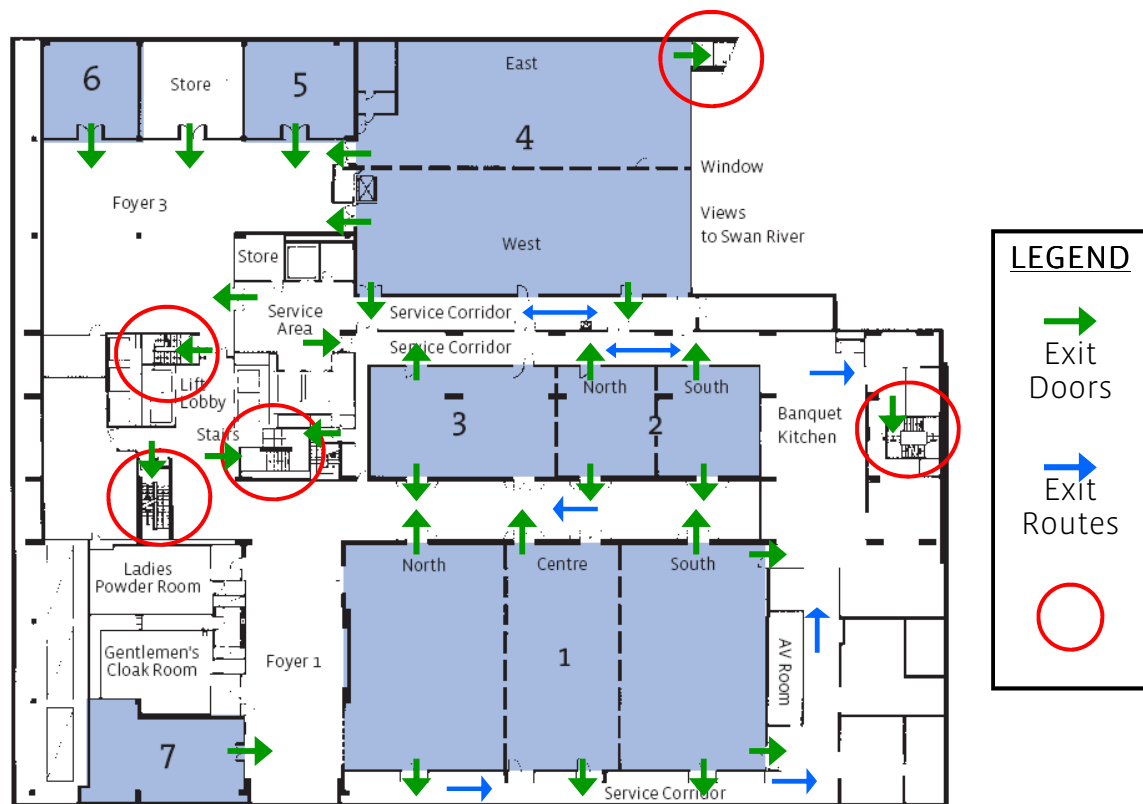 6
Store
5
East
4
Foyer 3
Window
Views
to Swan River
West
Store
Service
Area
Service Corridor
Service Corridor
Lift
Lobby
Stairs
3
North
South
2
Banquet
Kitchen
North
Centre
South
Ladies
Powder Room
Gentlemen's
Cloak Room
Foyer 1
1
AV Room
7
Service Corridor
LEGEND
Exit
Doors
Exit
Routes